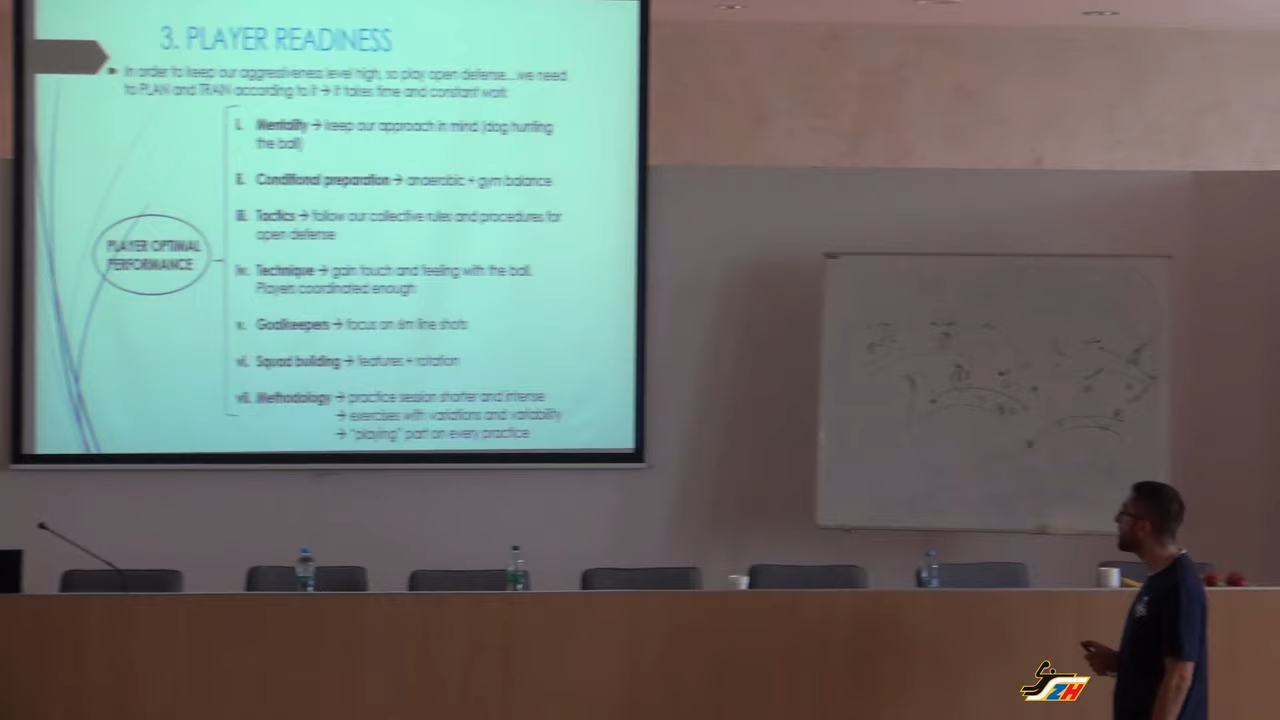 3. PLAYER READINESS
In order to keep our aggressiveness level high, so play open defense... we need
to PLAN and TRAIN according to it → it takes time and constant work
i. Mentality → keep our approach in mind (dog hunting
the ball)
ii. Conditional preparation → anaerobic + gym balance
iii. Tactics → follow our collective rules and procedures for
open defense
PLAYER OPTIMAL
PERFORMANCE
iv. Technique → gain touch and feeling with the ball.
Players coordinated enough
v. Goalkeepers → focus on 6m line shots
vi. Squad building → features + rotation
vii. Methodology → practice session shorter and intense
→ exercises with variations and variability
→ "playing" part on every practice
SZH